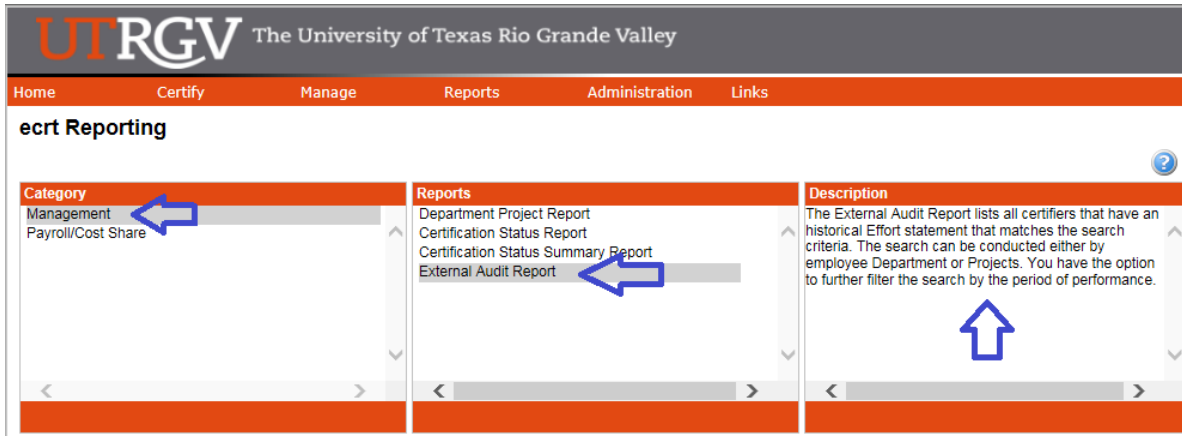 UTRGV The University of Texas Rio Grande Valley
Home Certify Manage Reports Administration Links
ecrt Reporting
?
Category
Management
Payroll/Cost Share
Reports
Department Project Report
Certification Status Report
Certification Status Summary Report
External Audit Report
Description
The External Audit Report lists all certifiers that have an
historical Effort statement that matches the search
criteria. The search can be conducted either by
employee Department or Projects. You have the option
to further filter the search by the period of performance.